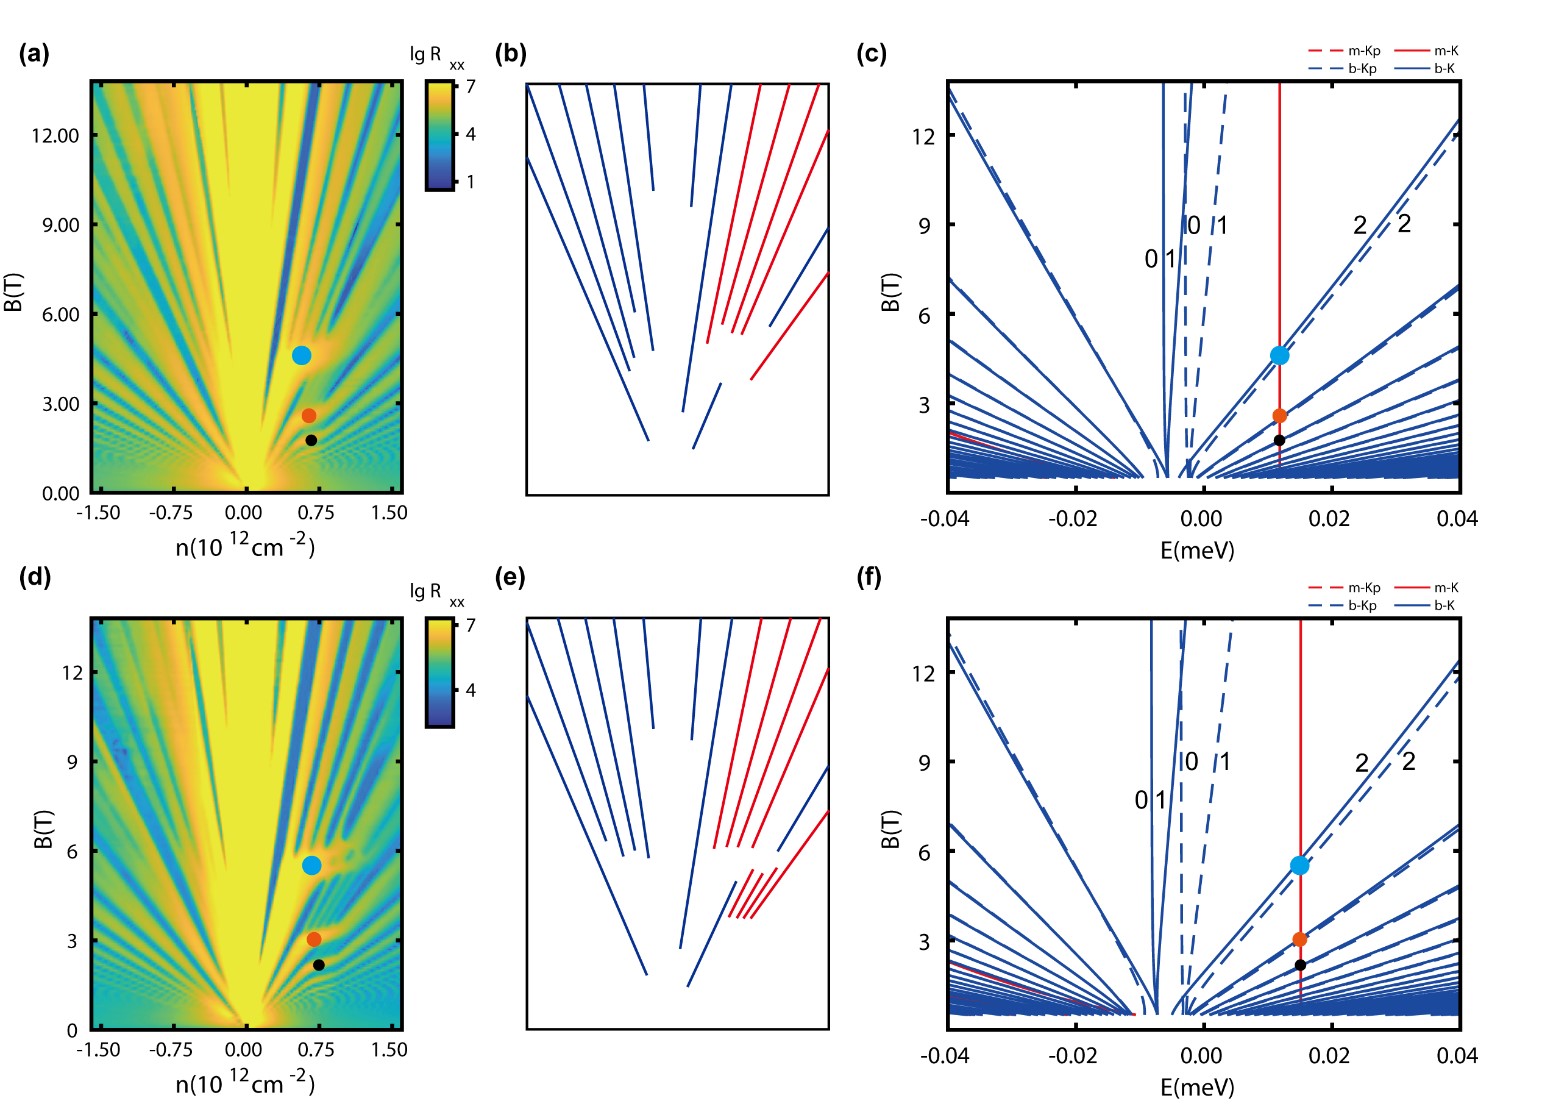 (a)
lg R xx
7
4
1
12.00
9.00
6.00
3.00
0.00
B(T)
-1.50 -0.75 0.00 0.75 1.50
n(10 12 cm -2)
(b)
(c)
m-Kp m-K
b-Kp b-K
12
9
6
3
B(T)
0 1
0 1
2 2
-0.04 -0.02 0.00 0.02 0.04
E(meV)
(d)
lg R xx
7
4
12
9
6
3
0
B(T)
-1.50 -0.75 0.00 0.75 1.50
n(10 12 cm -2)
(e)
(f)
m-Kp m-K
b-Kp b-K
12
9
6
3
B(T)
0 1
2 2
0 1
-0.04 -0.02 0.00 0.02 0.04
E(meV)